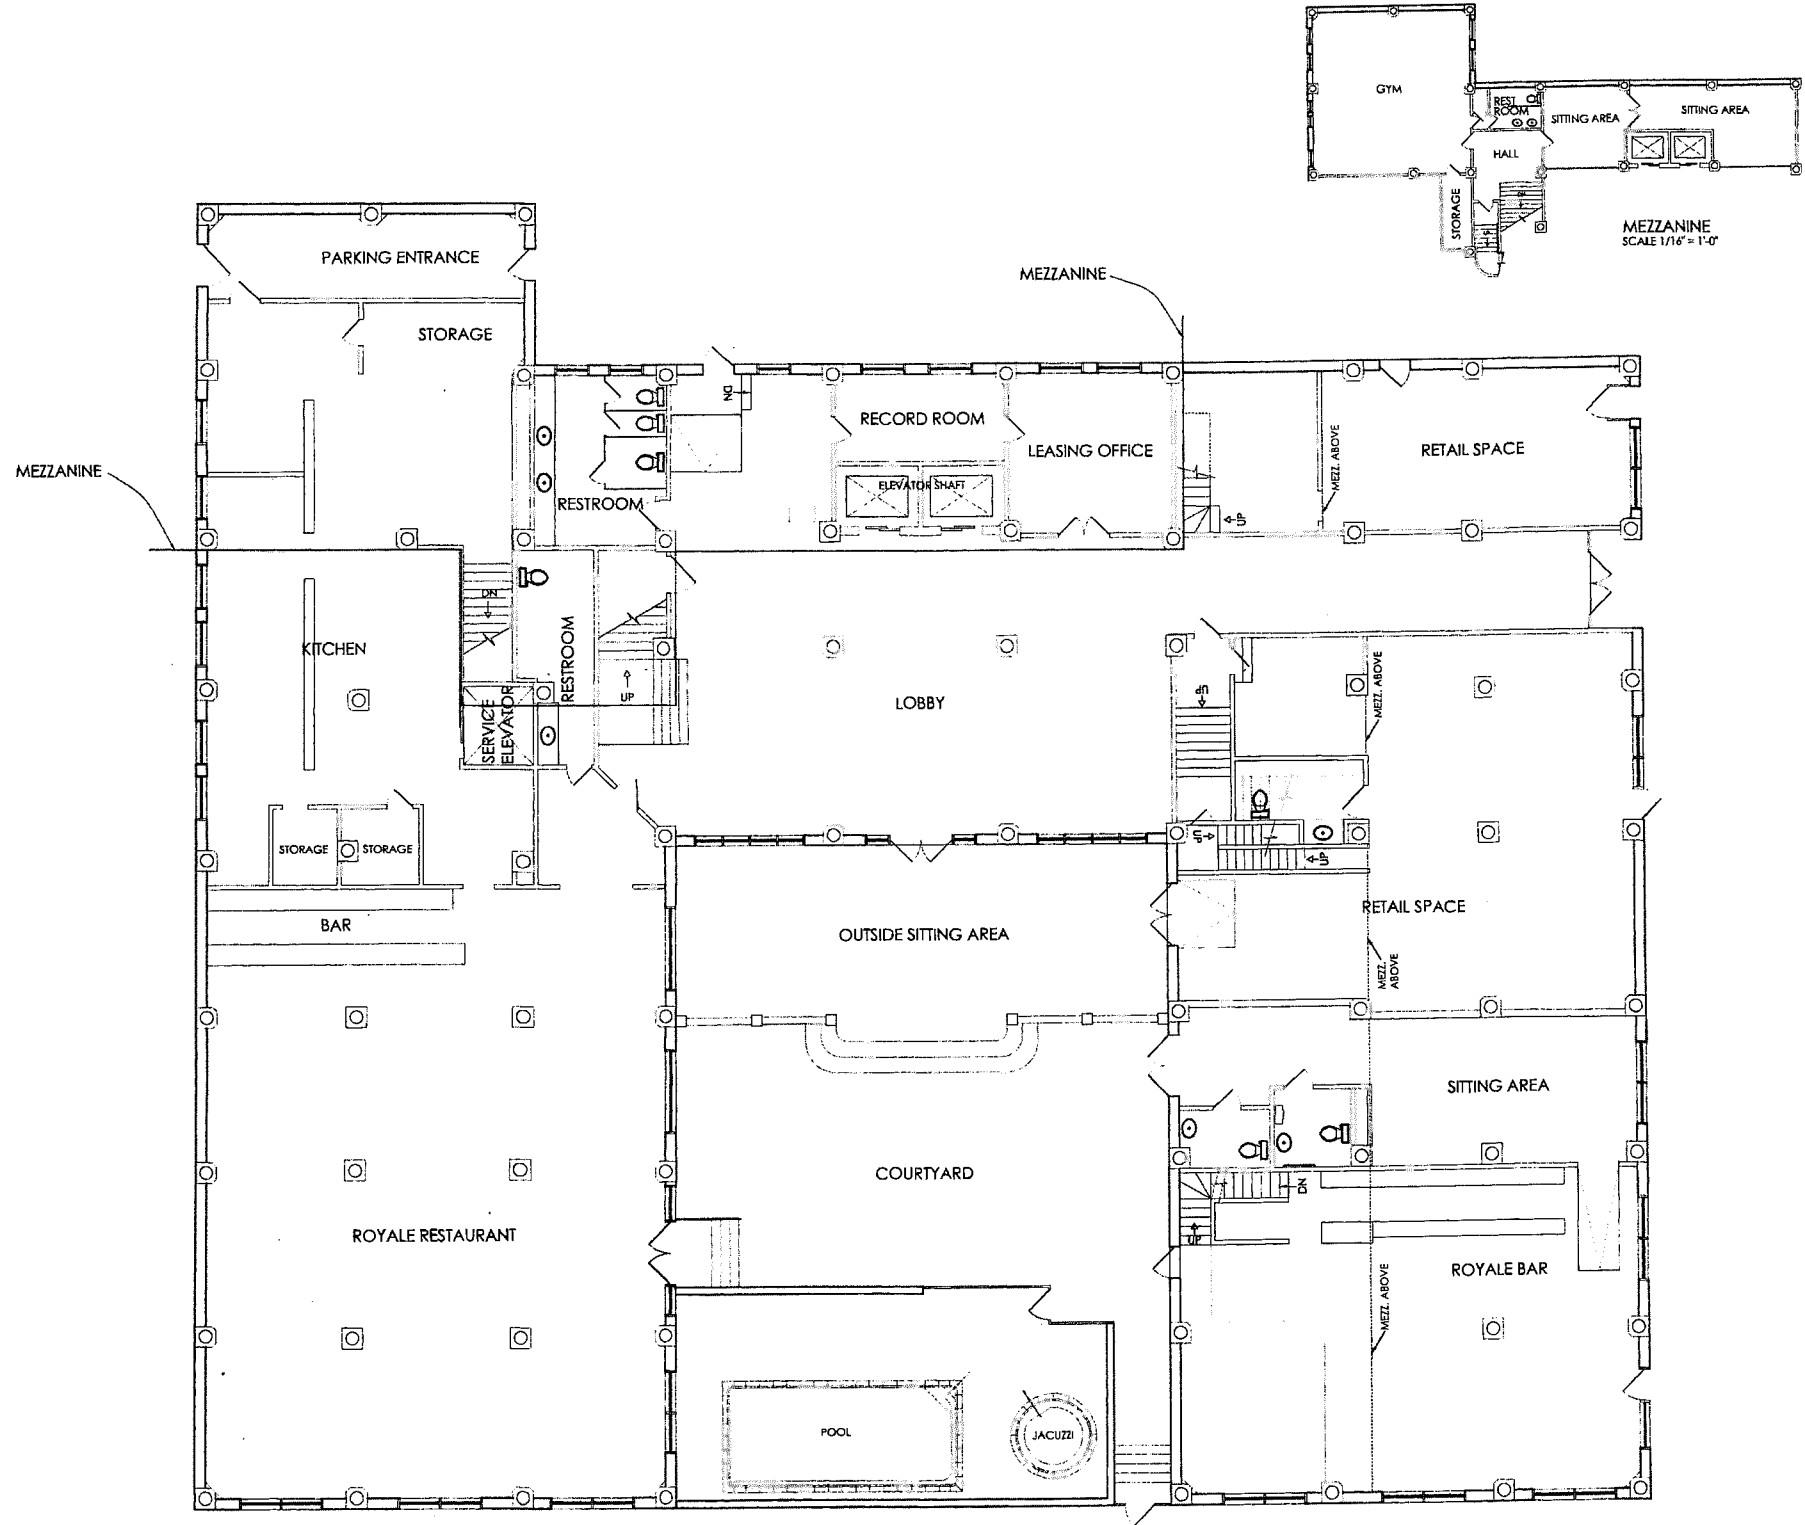 GYM
REST
ROOM
SITTING AREA
SITTING AREA
HALL
STORAGE
MEZZANINE
SCALE 1/16" = 1'-0"
PARKING ENTRANCE
MEZZANINE
STORAGE
DN
RECORD ROOM
LEASING OFFICE
MEZZ. ABOVE
RETAIL SPACE
MEZZANINE
ELEVATOR SHAFT
RESTROOM
UP
DN
KITCHEN
RESTROOM
UP
SERVICE
ELEVATOR
LOBBY
UP
MEZZ. ABOVE
STORAGE
STORAGE
UP
UP
BAR
OUTSIDE SITTING AREA
RETAIL SPACE
MEZZ.
ABOVE
SITTING AREA
COURTYARD
DN
UP
ROYALE RESTAURANT
ROYALE BAR
MEZZ. ABOVE
POOL
JACUZZI